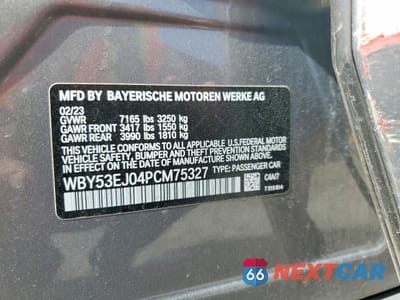 MFD BY BAYERISCHE MOTOREN WERKE AG
02/23
GVWR 7165 lbs 3250 kg
GAWR FRONT 3417 lbs 1550 kg
GAWR REAR 3990 lbs 1810 kg
THIS VEHICLE CONFORMS TO ALL APPLICABLE FEDERAL MOTOR VEHICLE SAFETY, BUMPER, AND THEFT PREVENTION STANDARDS IN EFFECT ON THE DATE OF MANUFACTURE SHOWN ABOVE.
WBY53EJ04PCM75327 TYPE: PASSENGER CAR
66 NEXTCAR